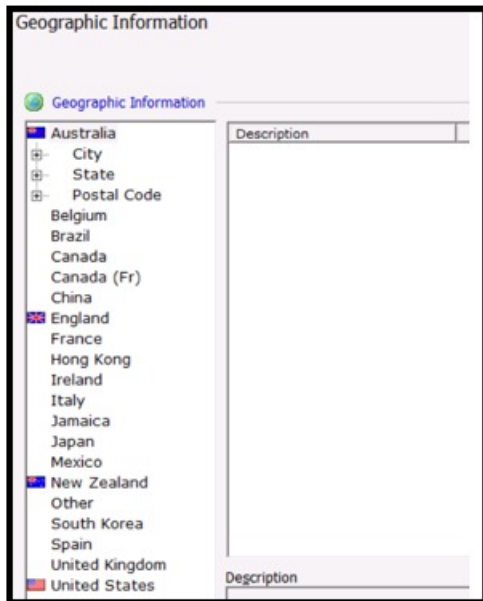 Geographic Information
Geographic Information
Australia
Description
City
State
Postal Code
Belgium
Brazil
Canada
Canada (Fr)
China
England
France
Hong Kong
Ireland
Italy
Jamaica
Japan
Mexico
New Zealand
Other
South Korea
Spain
United Kingdom
United States
Description